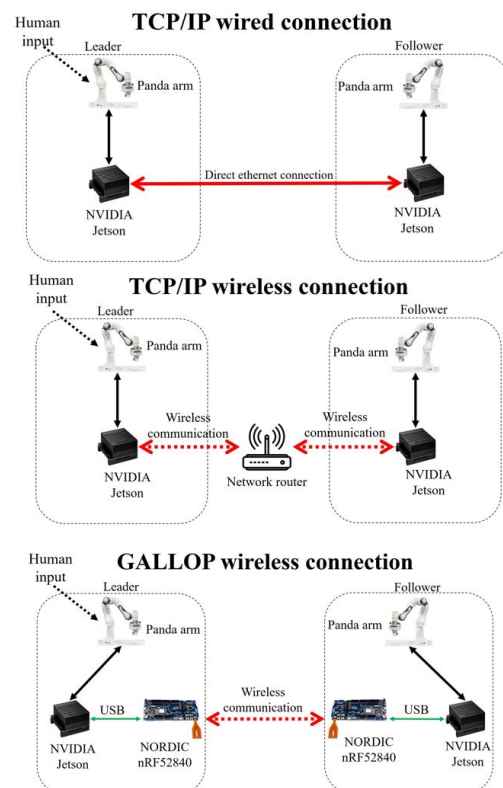 TCP/IP wired connection
Human
input
Leader
Follower
Panda arm
Panda arm
Direct ethernet connection
NVIDIA
Jetson
NVIDIA
Jetson
TCP/IP wireless connection
Human
input
Leader
Follower
Panda arm
Panda arm
Wireless
communication
Wireless
communication
NVIDIA
Jetson
Network router
NVIDIA
Jetson
GALLOP wireless connection
Human
input
Leader
Follower
Panda arm
Panda arm
USB
Wireless
communication
USB
NVIDIA
Jetson
NORDIC
nRF52840
NORDIC
nRF52840
NVIDIA
Jetson